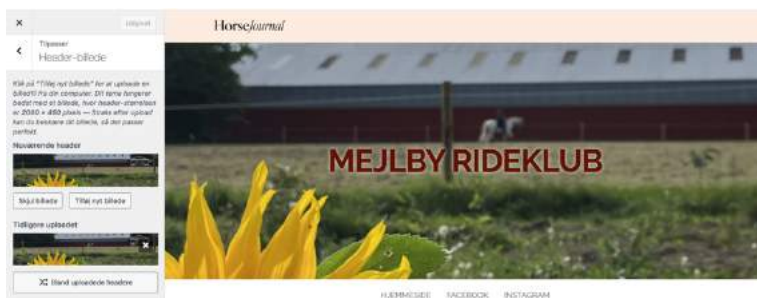 Udgivet
Tilpasser
Header-billede
Klik på "Tilføj nyt billede" for at uploade en
billedfil fra din computer. Dit tema fungerer
bedst med et billede, hvor header-størrelsen
er 2000 × 850 pixels — Straks efter upload
kan du beskære dit billede, så det passer
perfekt.
Nuværende header
Skjul billede
Tilføj nyt billede
Tidligere uploadet
Bland uploadede headere
HorseJournal
MEJLBY RIDEKLUB
HJEMMESIDE FACEBOOK INSTAGRAM